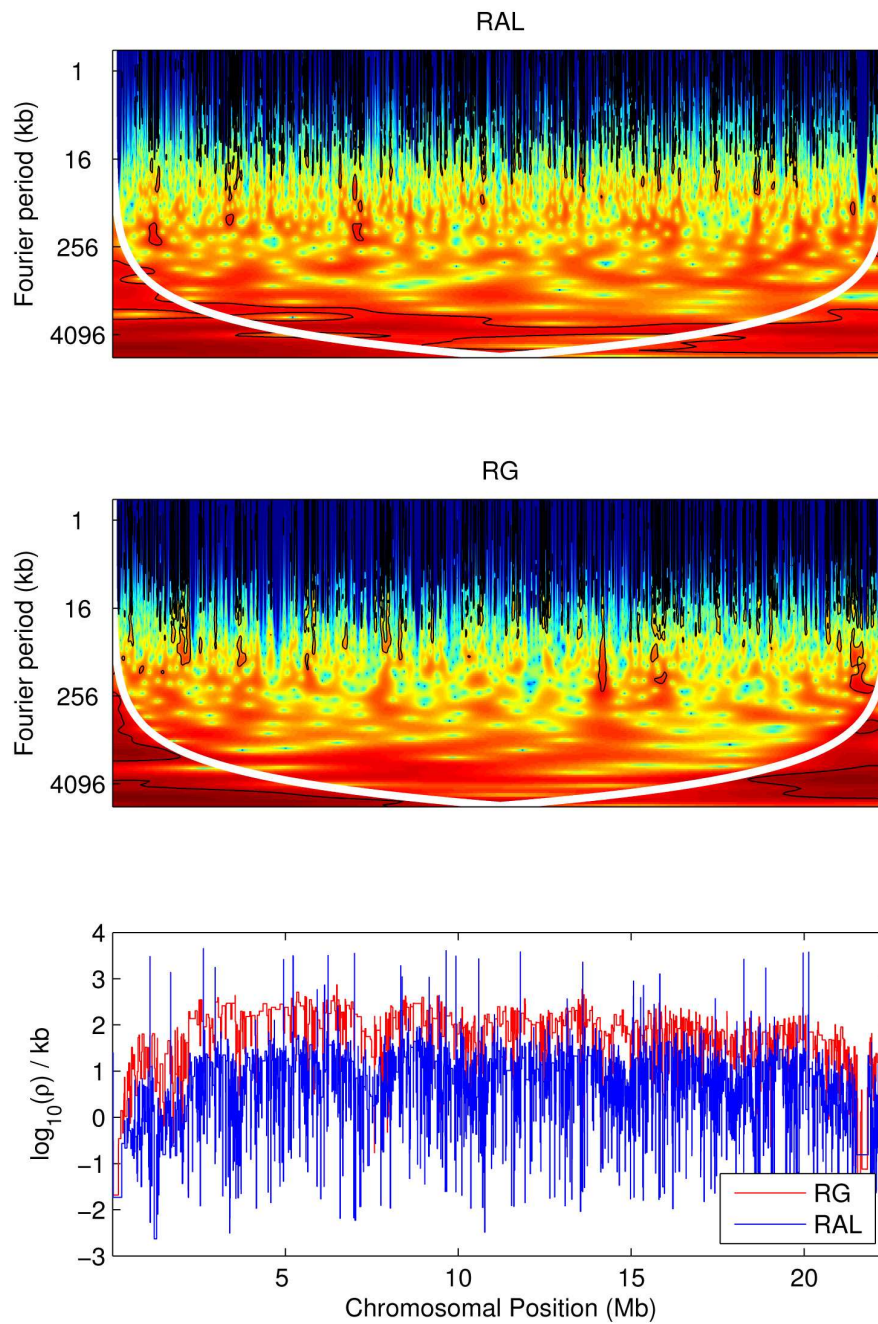 RAL
1
16
256
4096
Fourier period (kb)
RG
1
16
256
4096
Fourier period (kb)
4
3
2
1
0
−1
−2
−3
log10(ρ) / kb
RG
RAL
5
10
15
20
Chromosomal Position (Mb)